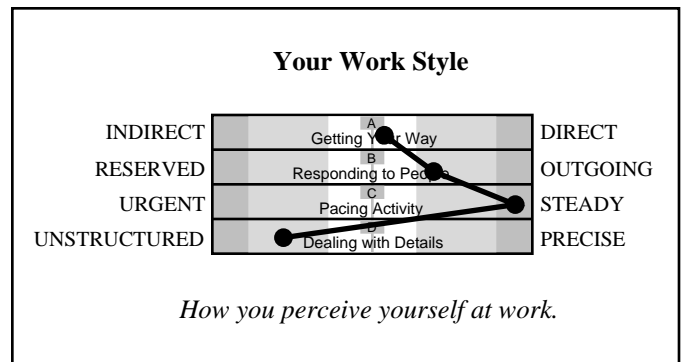 Your Work Style
A
INDIRECT Getting Your Way DIRECT
B
RESERVED Responding to People OUTGOING
C
URGENT Pacing Activity STEADY
D
UNSTRUCTURED Dealing with Details PRECISE
How you perceive yourself at work.